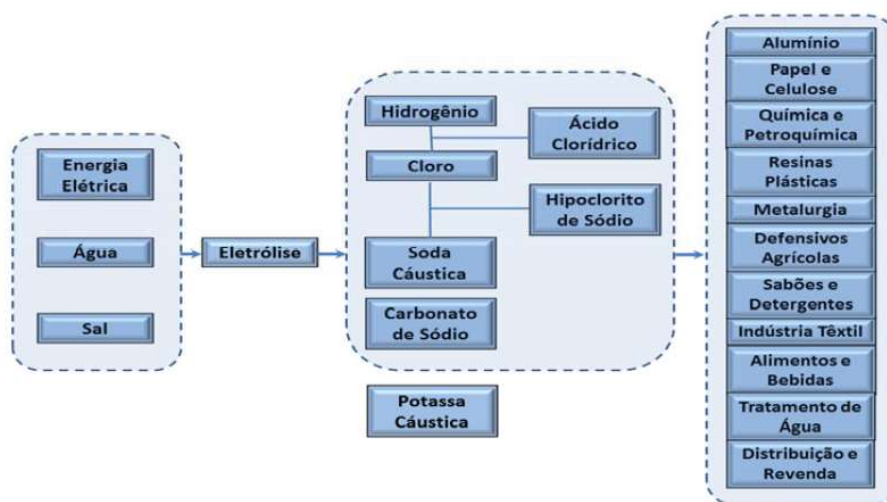 Energia
Elétrica
Água
Sal
Eletrólise
Hidrogênio
Cloro
Ácido
Clorídrico
Hipoclorito
de Sódio
Soda
Cáustica
Carbonato
de Sódio
Potassa
Cáustica
Alumínio
Papel e
Celulose
Química e
Petroquímica
Resinas
Plásticas
Metalurgia
Defensivos
Agrícolas
Sabões e
Detergentes
Indústria Têxtil
Alimentos e
Bebidas
Tratamento de
Água
Distribuição e
Revenda